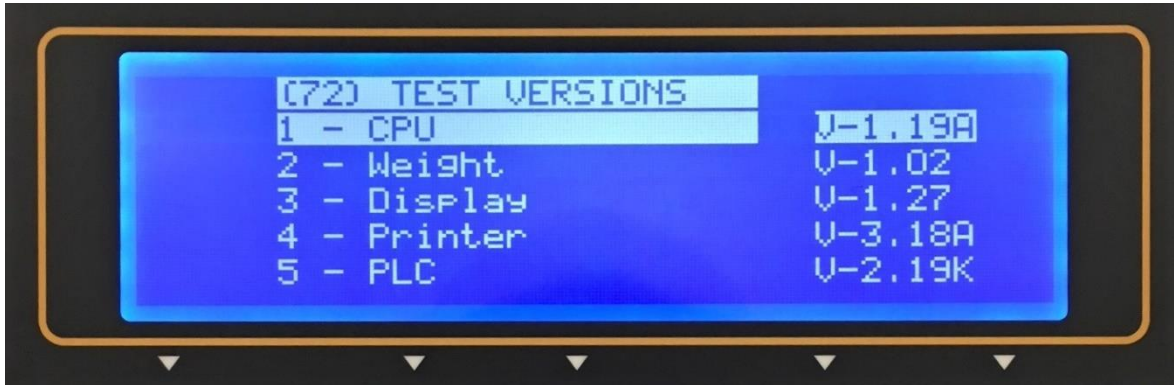 (72) TEST VERSIONS
1 - CPU V-1.19A
2 - Weight V-1.02
3 - Display V-1.27
4 - Printer V-3.18A
5 - PLC V-2.19K